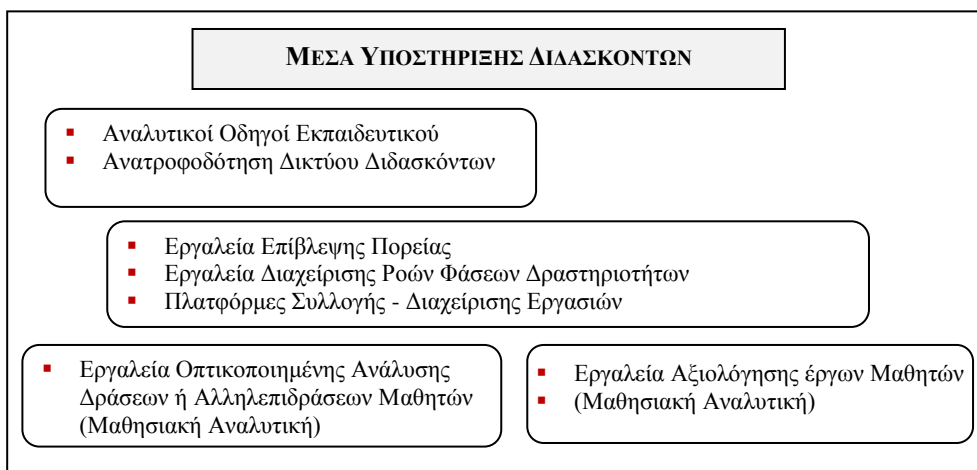 ΜΕΣΑ ΥΠΟΣΤΗΡΙΞΗΣ ΔΙΔΑΣΚΟΝΤΩΝ
▪ Αναλυτικοί Οδηγοί Εκπαιδευτικού
▪ Ανατροφοδότηση Δικτύου Διδασκόντων
▪ Εργαλεία Επίβλεψης Πορείας
▪ Εργαλεία Διαχείρισης Ροών Φάσεων Δραστηριοτήτων
▪ Πλατφόρμες Συλλογής - Διαχείρισης Εργασιών
▪ Εργαλεία Οπτικοποιημένης Ανάλυσης
Δράσεων ή Αλληλεπιδράσεων Μαθητών
(Μαθησιακή Αναλυτική)
▪ Εργαλεία Αξιολόγησης έργων Μαθητών
▪ (Μαθησιακή Αναλυτική)